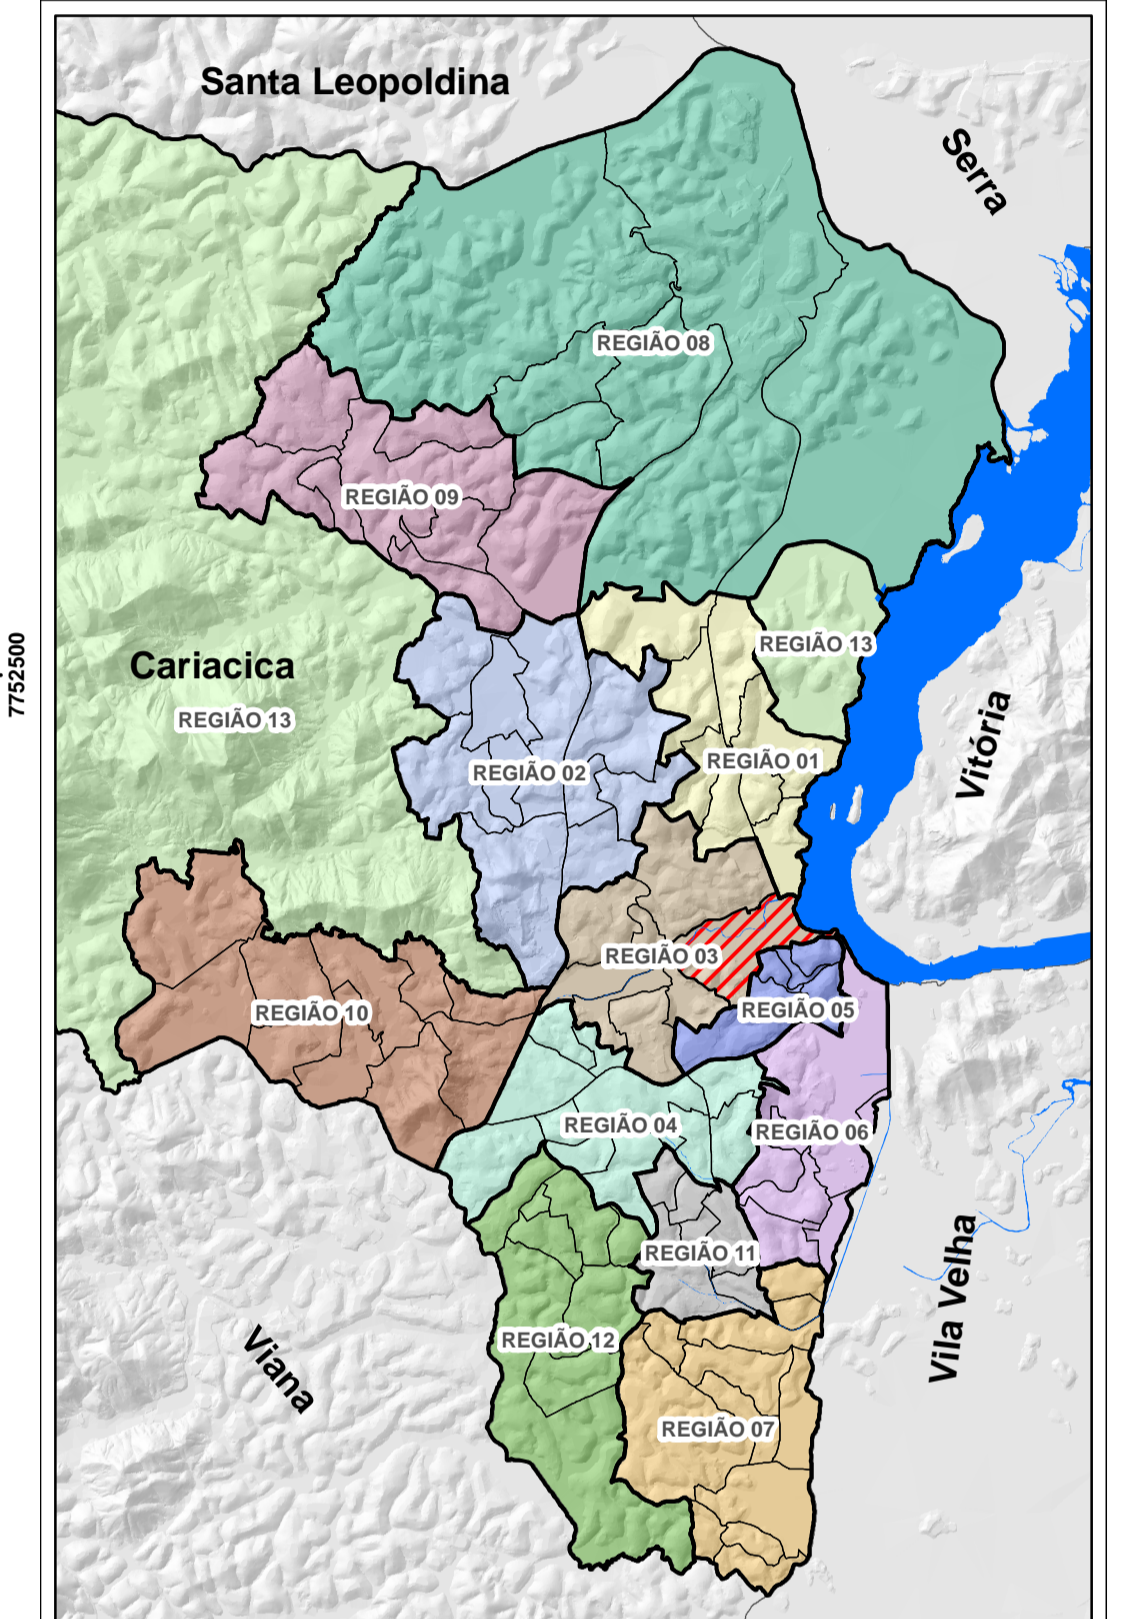 Santa Leopoldina
Serra
REGIÃO 08
REGIÃO 09
7752500
Cariacica
REGIÃO 13
REGIÃO 13
Vitória
REGIÃO 01
REGIÃO 02
REGIÃO 03
REGIÃO 05
REGIÃO 10
REGIÃO 04
REGIÃO 06
REGIÃO 11
Vila Velha
REGIÃO 12
Viana
REGIÃO 07